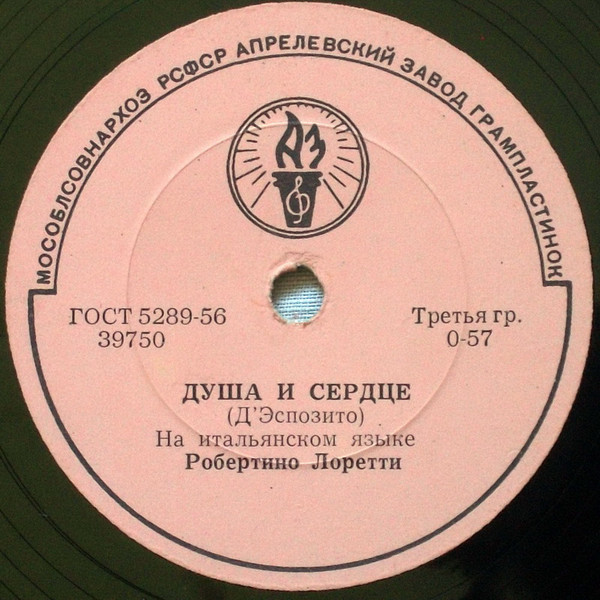 МОСОБЛСОВНАРХОЗ РСФСР АПРЕЛЕВСКИЙ ЗАВОД ГРАМПЛАСТИНОК
АЗ
ГОСТ 5289-56
39750
Третья гр.
0-57
ДУША И СЕРДЦЕ
(Д'Эспозито)
На итальянском языке
Робертино Лоретти